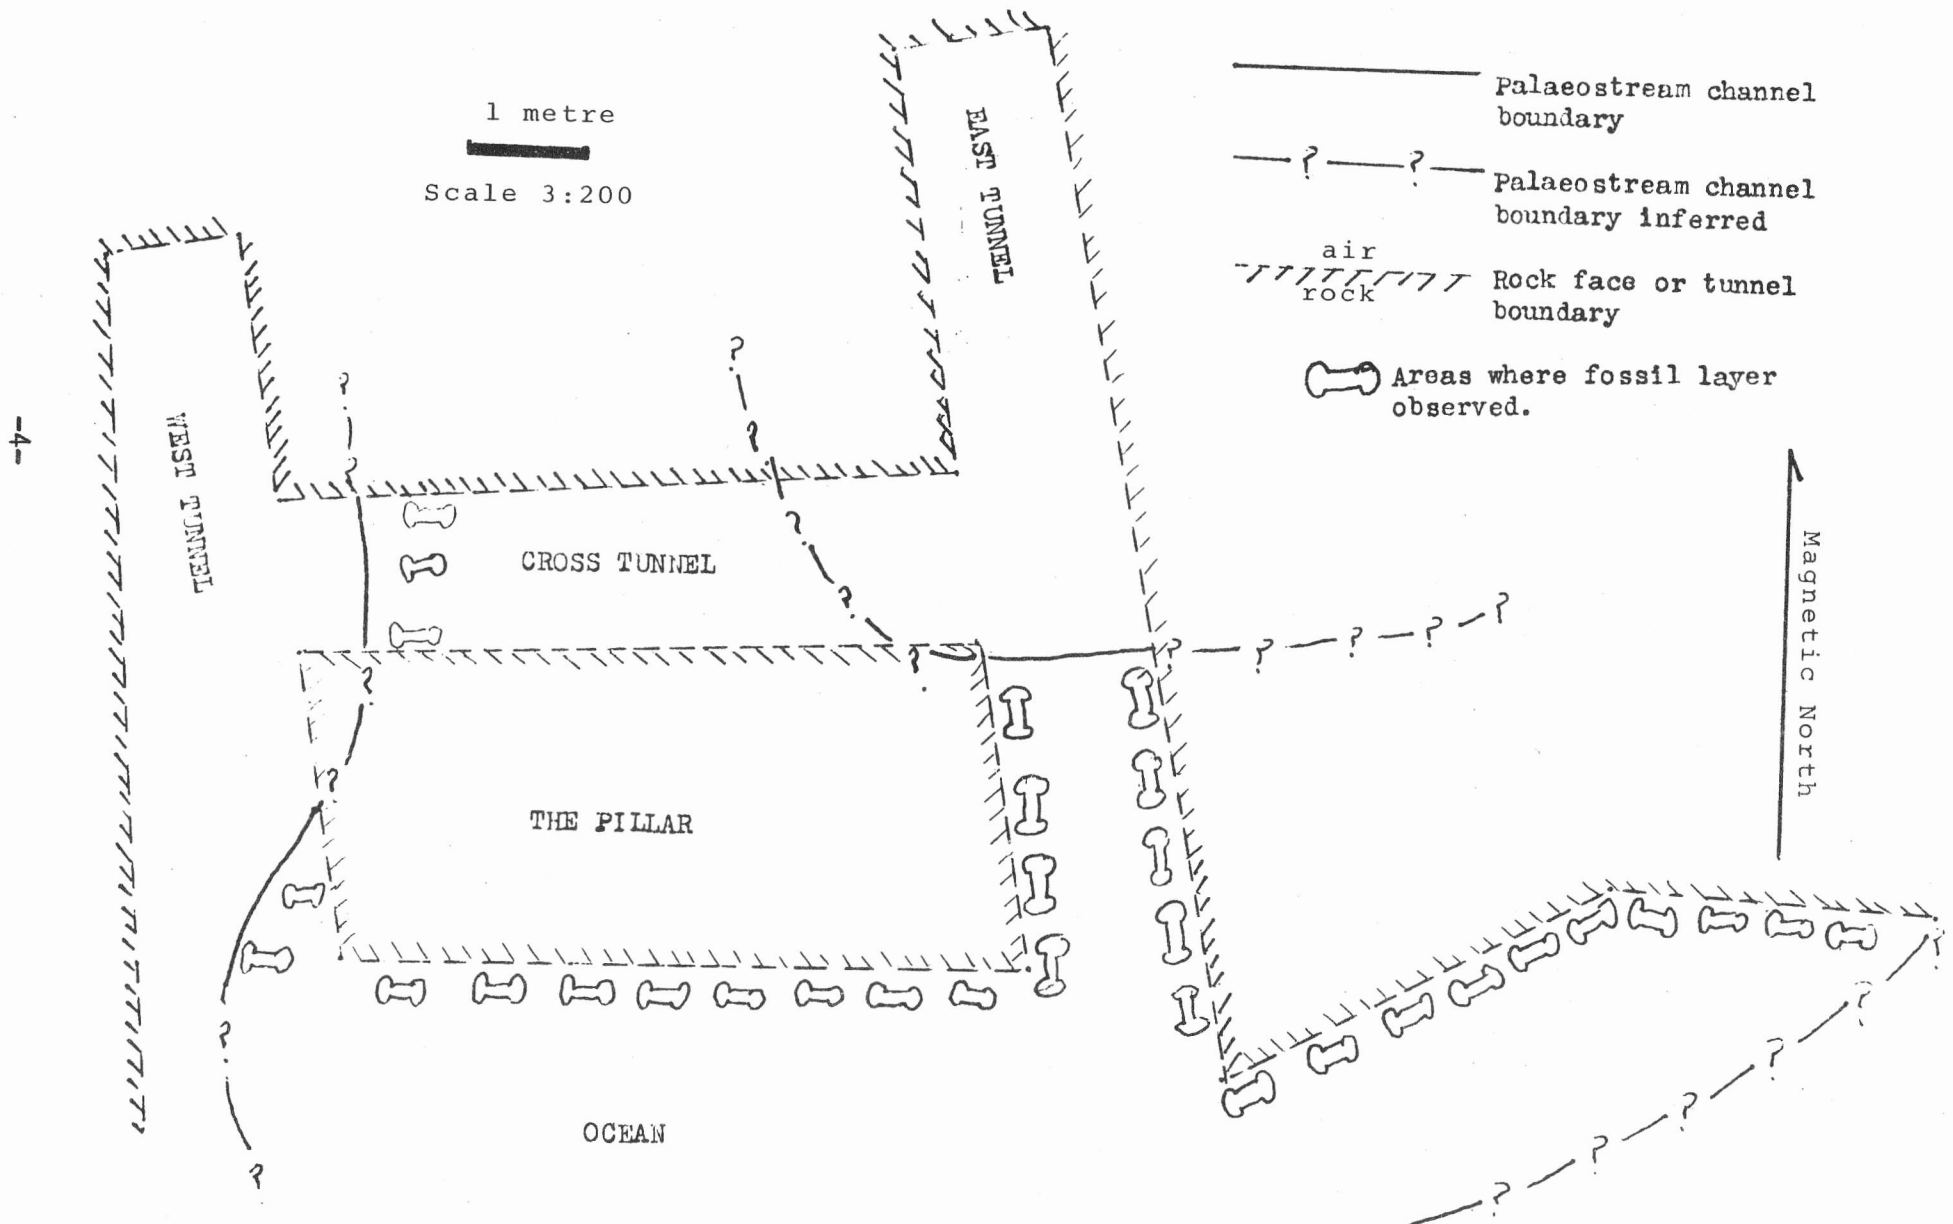 1 metre
Scale 3:200
Palaeostream channel
boundary
? ?
Palaeostream channel
boundary inferred
air
rock
Rock face or tunnel
boundary
Areas where fossil layer
observed.
EAST TUNNEL
WEST TUNNEL
CROSS TUNNEL
THE PILLAR
OCEAN
Magnetic North
-4-